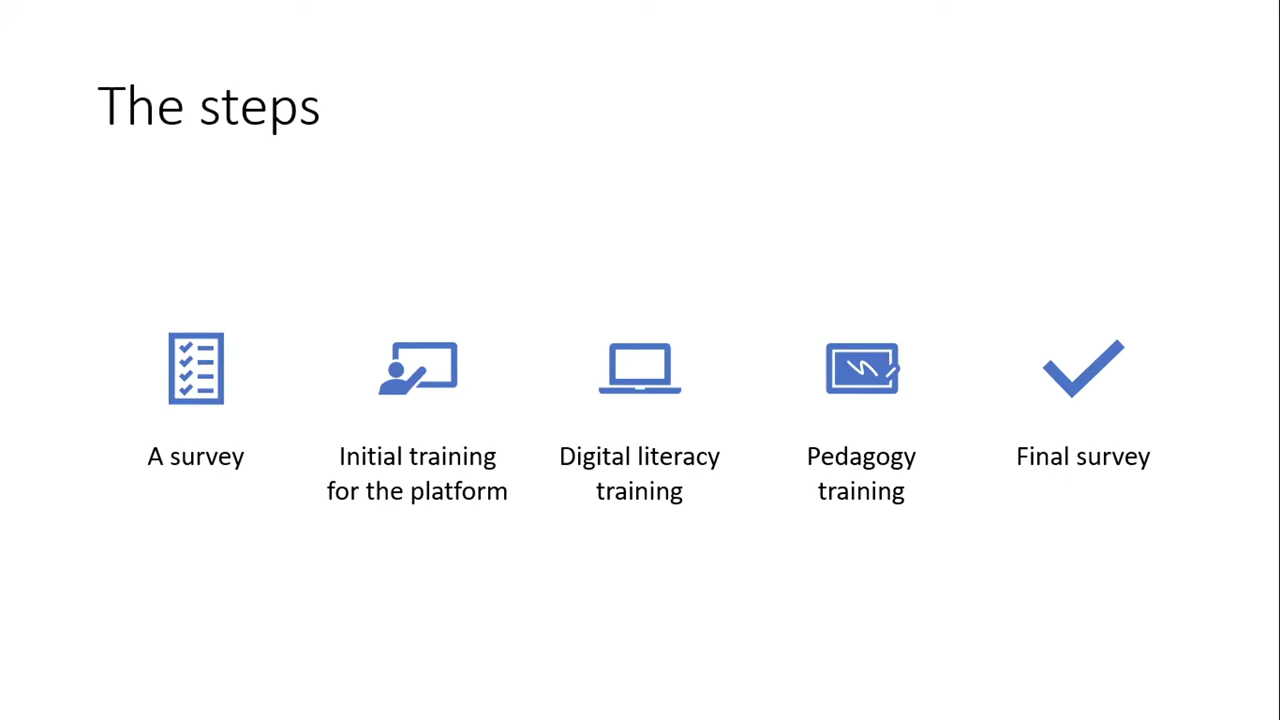 The steps
A survey
Initial training
for the platform
Digital literacy
training
Pedagogy
training
Final survey